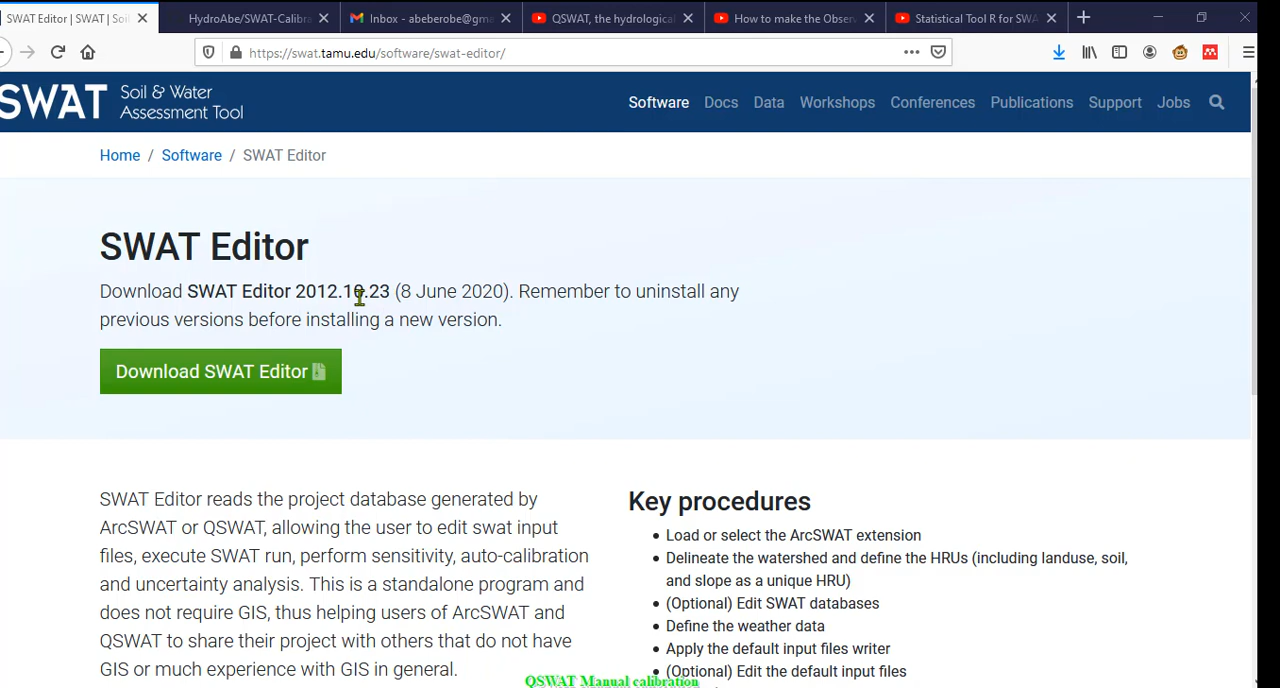 SWAT Editor | SWAT | Soil
HydroAbe/SWAT-Calibra
Inbox - abeberobe@gma
QSWAT, the hydrological
How to make the Obser
Statistical Tool R for SWA
https://swat.tamu.edu/software/swat-editor/
SWAT Soil & Water
Assessment Tool
Software Docs Data Workshops Conferences Publications Support Jobs
Home / Software / SWAT Editor
SWAT Editor
Download SWAT Editor 2012.10.23 (8 June 2020). Remember to uninstall any
previous versions before installing a new version.
Download SWAT Editor
SWAT Editor reads the project database generated by
ArcSWAT or QSWAT, allowing the user to edit swat input
files, execute SWAT run, perform sensitivity, auto-calibration
and uncertainty analysis. This is a standalone program and
does not require GIS, thus helping users of ArcSWAT and
QSWAT to share their project with others that do not have
GIS or much experience with GIS in general.
Key procedures
• Load or select the ArcSWAT extension
• Delineate the watershed and define the HRUs (including landuse, soil,
and slope as a unique HRU)
• (Optional) Edit SWAT databases
• Define the weather data
• Apply the default input files writer
• (Optional) Edit the default input files
QSWAT Manual calibration